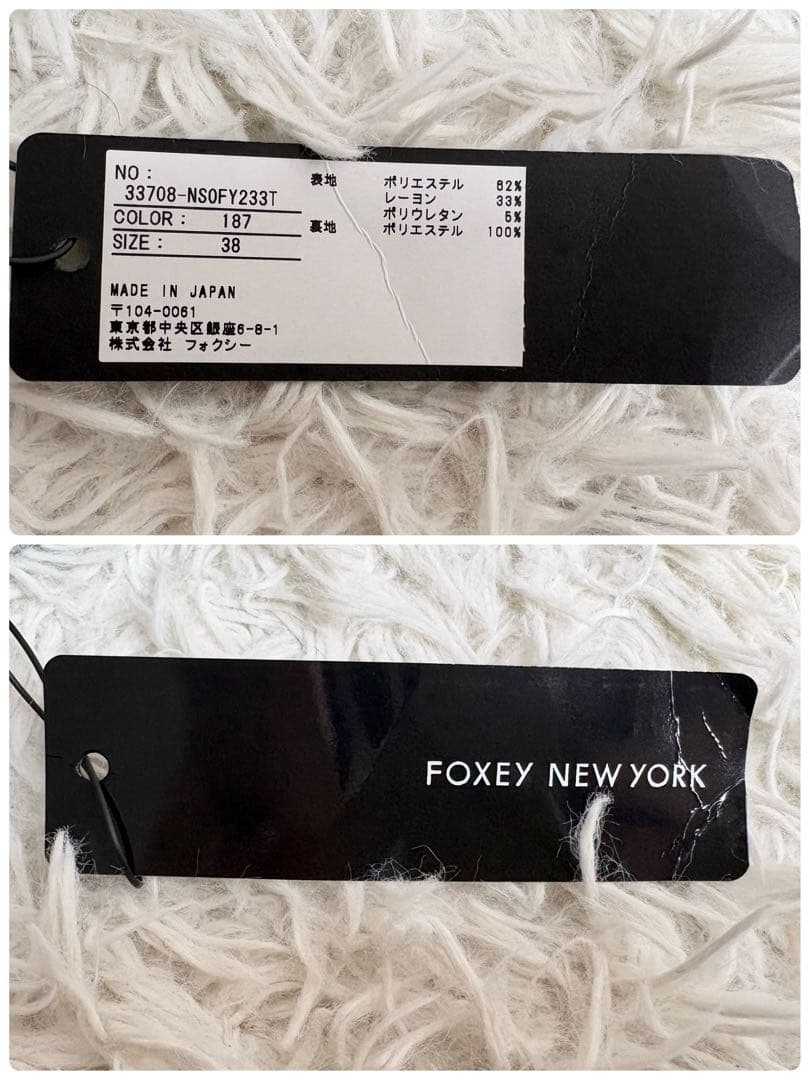 NO :
33708-NSOFY233T
COLOR : 187
SIZE : 38
表地 ポリエステル 62%
レーヨン 33%
ポリウレタン 5%
裏地 ポリエステル 100%
MADE IN JAPAN
〒104-0061
東京都中央区銀座6-8-1
株式会社 フォクシー
FOXEY NEW YORK